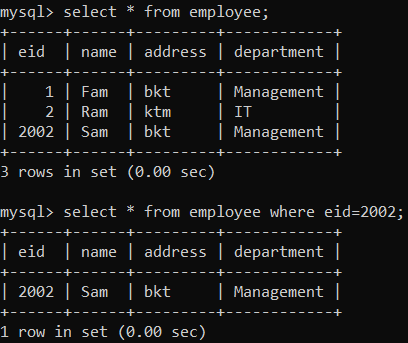 mysql> select * from employee;
+------+------+---------+------------+
| eid  | name | address | department |
+------+------+---------+------------+
|    1 | Fam  | bkt     | Management |
|    2 | Ram  | ktm     | IT         |
| 2002 | Sam  | bkt     | Management |
+------+------+---------+------------+
3 rows in set (0.00 sec)
mysql> select * from employee where eid=2002;
+------+------+---------+------------+
| eid  | name | address | department |
+------+------+---------+------------+
| 2002 | Sam  | bkt     | Management |
+------+------+---------+------------+
1 row in set (0.00 sec)